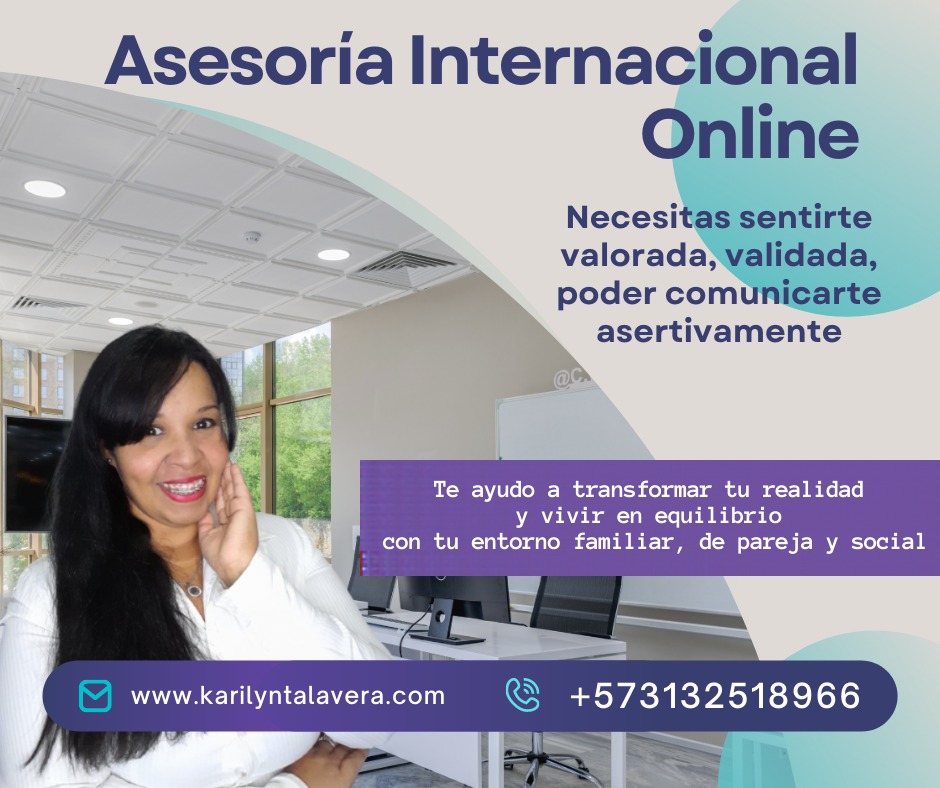 Asesoría Internacional
Online
Necesitas sentirte
valorada, validada,
poder comunicarte
asertivamente
Te ayudo a transformar tu realidad
y vivir en equilibrio
con tu entorno familiar, de pareja y social
www.karilyntalavera.com
+573132518966